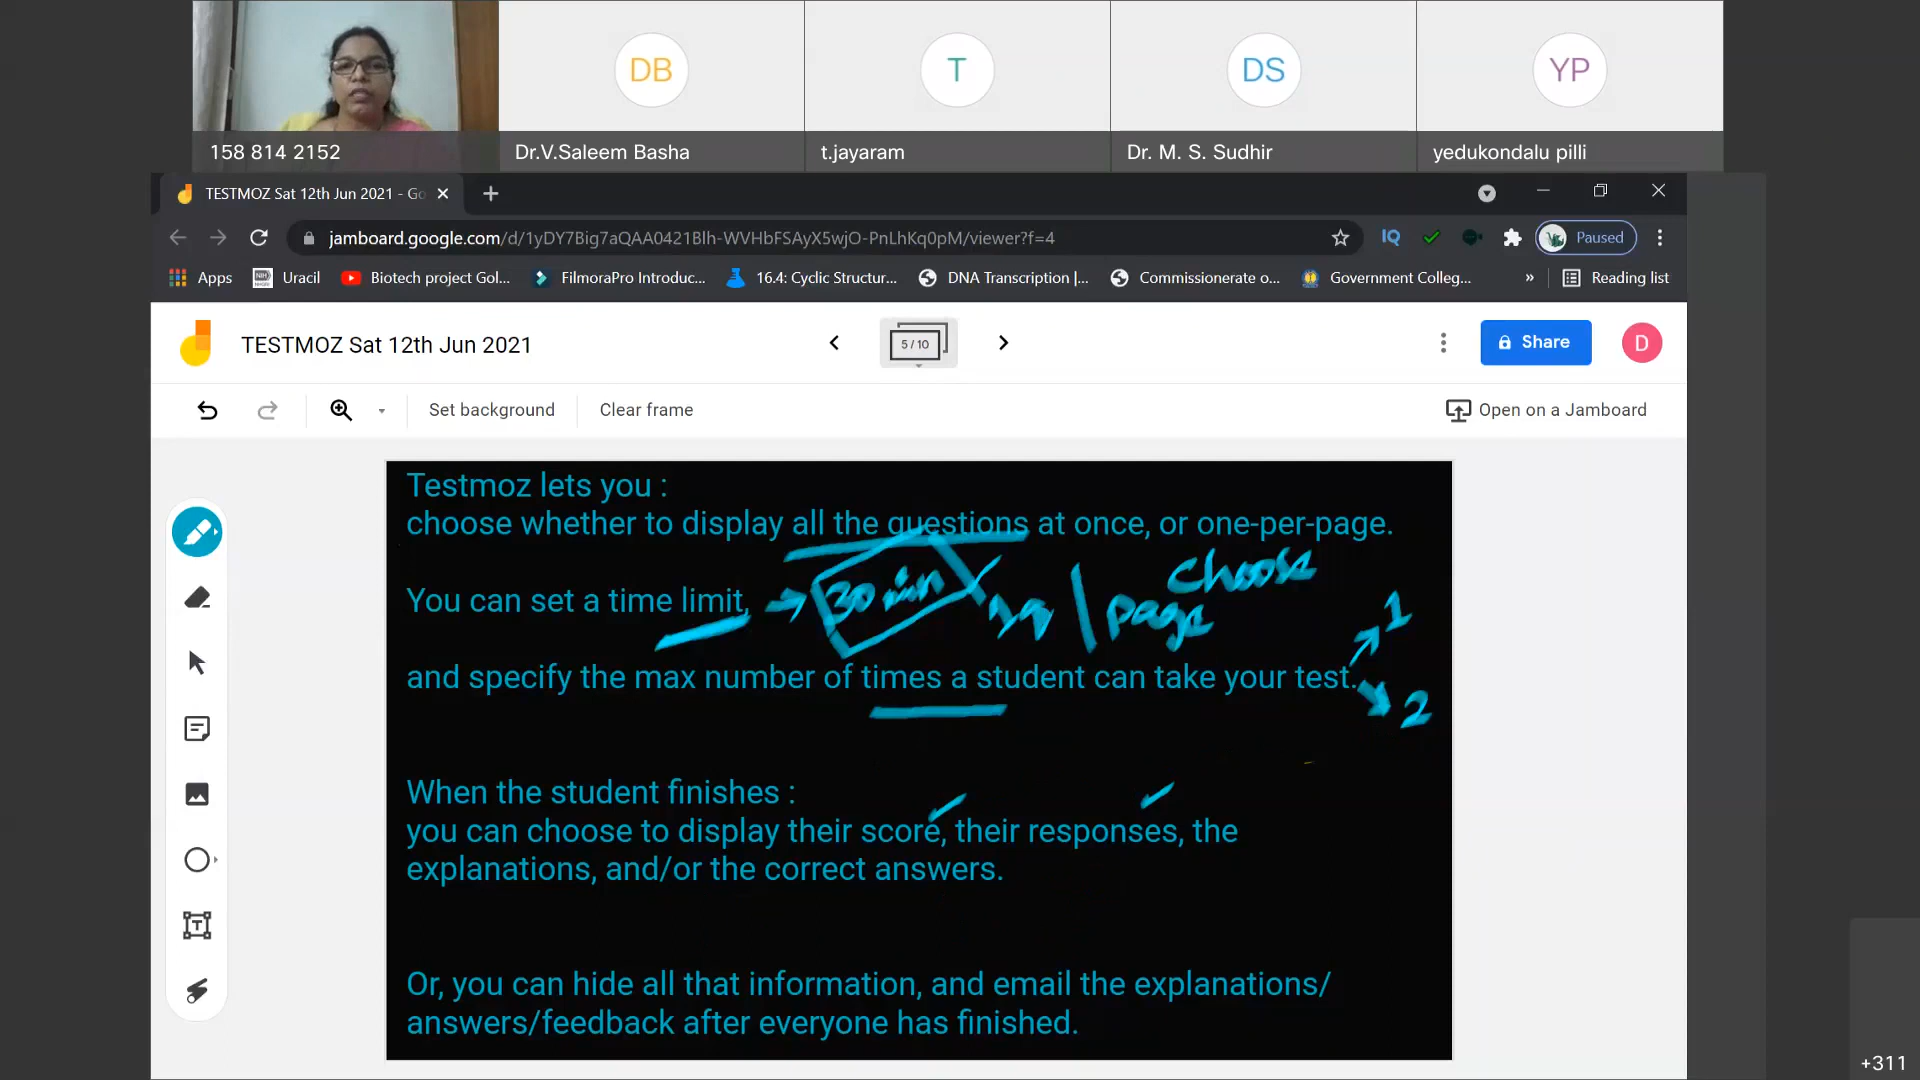 DB
T
DS
YP
158 814 2152
Dr.V.Saleem Basha
t.jayaram
Dr. M. S. Sudhir
yedukondalu pilli
TESTMOZ Sat 12th Jun 2021 - Go
jamboard.google.com/d/1yDY7Big7aQAA0421Blh-WVHbFSAyX5wjO-PnLhKq0pM/viewer?f=4
IQ
Paused
Apps
NIH
Uracil
Biotech project Gol...
FilmoraPro Introduc...
16.4: Cyclic Structur...
DNA Transcription |...
Commissionerate o...
Government Colleg...
»
Reading list
TESTMOZ Sat 12th Jun 2021
5 / 10
Share
D
Set background
Clear frame
Open on a Jamboard
Testmoz lets you :
choose whether to display all the questions at once, or one-per-page.
choose
You can set a time limit,
30 min
page
1
and specify the max number of times a student can take your test.
2
When the student finishes :
you can choose to display their score, their responses, the
explanations, and/or the correct answers.
Or, you can hide all that information, and email the explanations/
answers/feedback after everyone has finished.
+311